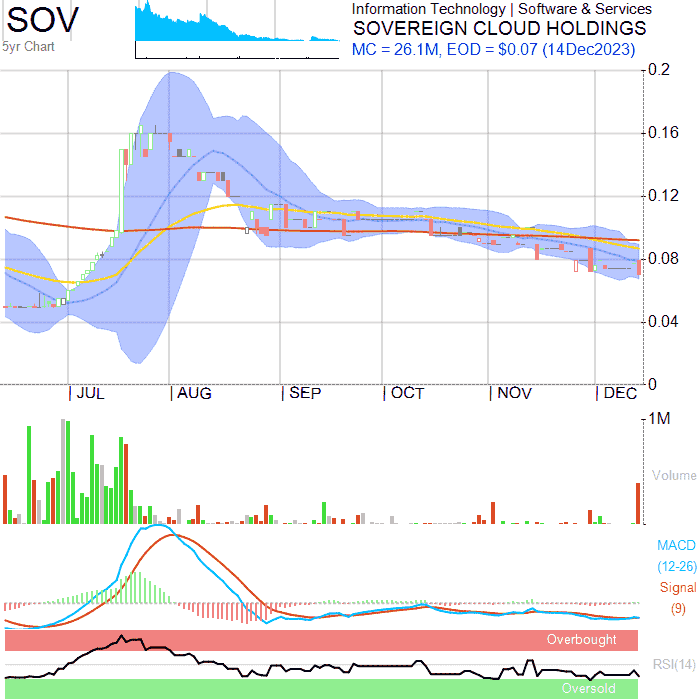 SOV
5yr Chart
Information Technology | Software & Services
SOVEREIGN CLOUD HOLDINGS
MC = 26.1M, EOD = $0.07 (14Dec2023)
0.2
0.16
0.12
0.08
0.04
0
| JUL | AUG | SEP | OCT | NOV | DEC
1M
Volume
MACD
(12-26)
Signal
(9)
Overbought
RSI(14)
Oversold